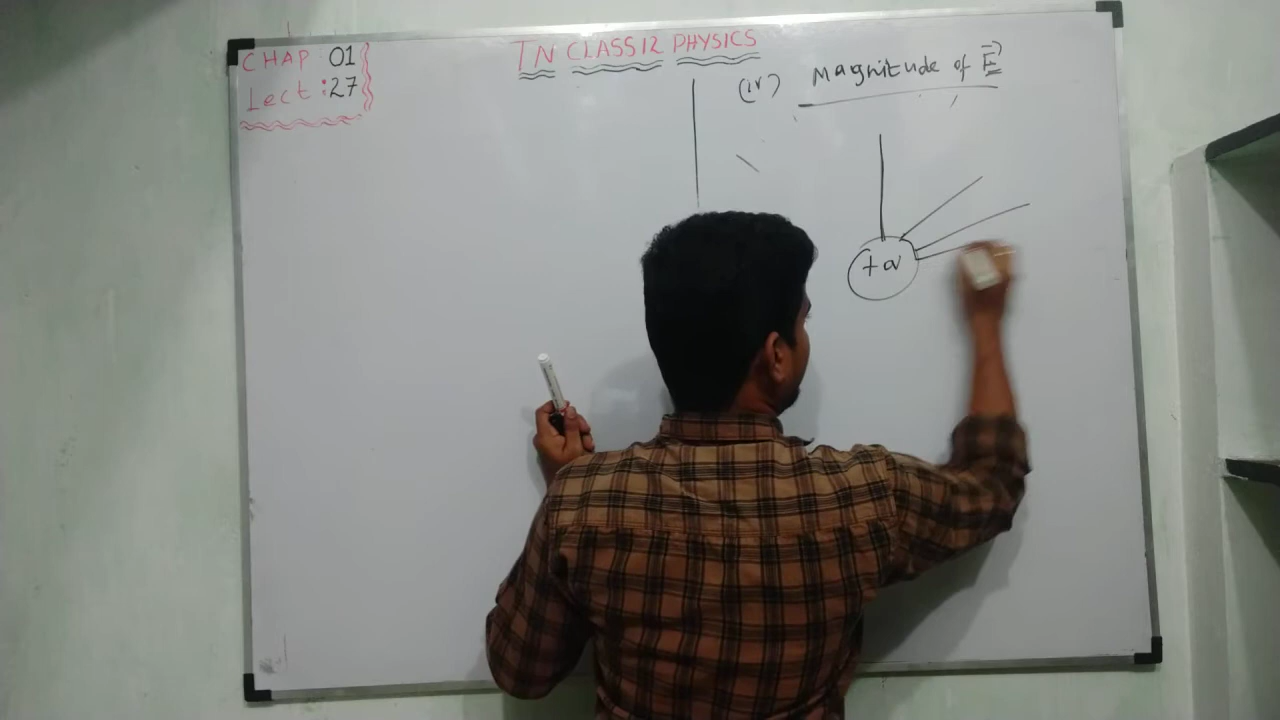 CHAP 01
Lect : 27
TN CLASS 12 PHYSICS
(iv) Magnitude of E⃗